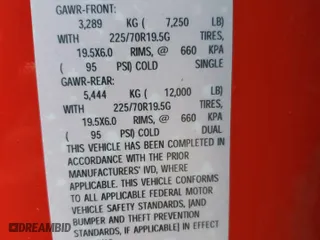 GAWR-FRONT:
3,289 KG ( 7,250 LB)
WITH 225/70R19.5G TIRES,
19.5X6.0 RIMS, @ 660 KPA
( 95 PSI) COLD SINGLE
GAWR-REAR:
5,444 KG ( 12,000 LB)
WITH 225/70R19.5G TIRES,
19.5X6.0 RIMS, @ 660 KPA
( 95 PSI) COLD DUAL
THIS VEHICLE HAS BEEN COMPLETED IN
ACCORDANCE WITH THE PRIOR
MANUFACTURERS' IVD, WHERE
APPLICABLE. THIS VEHICLE CONFORMS
TO ALL APPLICABLE FEDERAL MOTOR
VEHICLE SAFETY STANDARDS, [AND
BUMPER AND THEFT PREVENTION
STANDARDS, IF APPLICABLE] IN EFFECT
DREAMBID